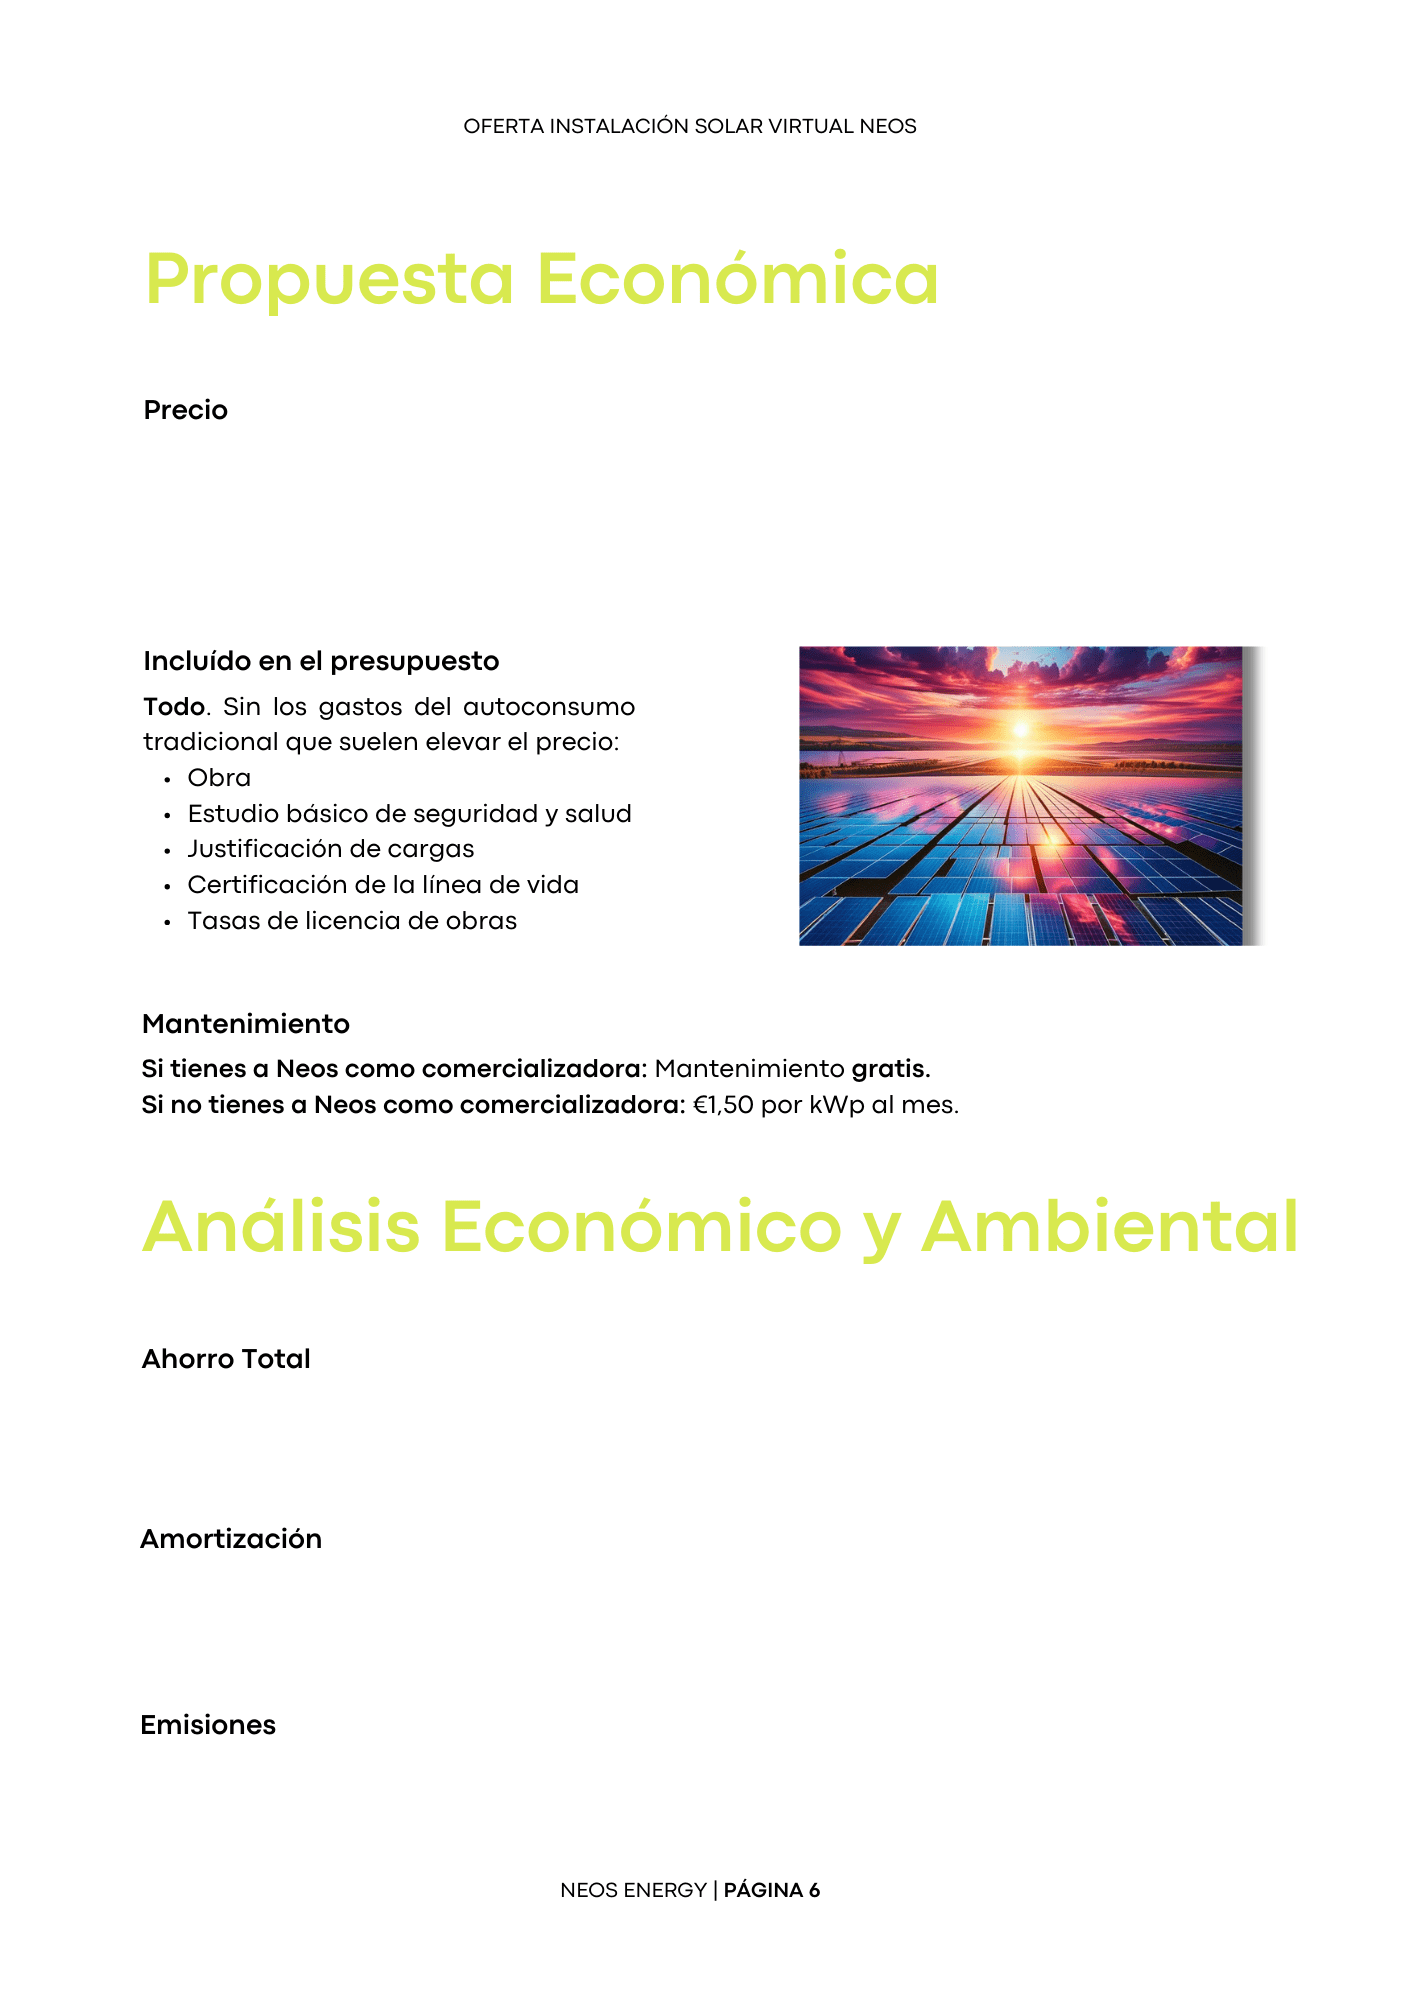 OFERTA INSTALACIÓN SOLAR VIRTUAL NEOS
Propuesta Económica
Precio
Incluído en el presupuesto
Todo. Sin los gastos del autoconsumo
tradicional que suelen elevar el precio:
• Obra
• Estudio básico de seguridad y salud
• Justificación de cargas
• Certificación de la línea de vida
• Tasas de licencia de obras
Mantenimiento
Si tienes a Neos como comercializadora: Mantenimiento gratis.
Si no tienes a Neos como comercializadora: €1,50 por kWp al mes.
Análisis Económico y Ambiental
Ahorro Total
Amortización
Emisiones
NEOS ENERGY | PÁGINA 6